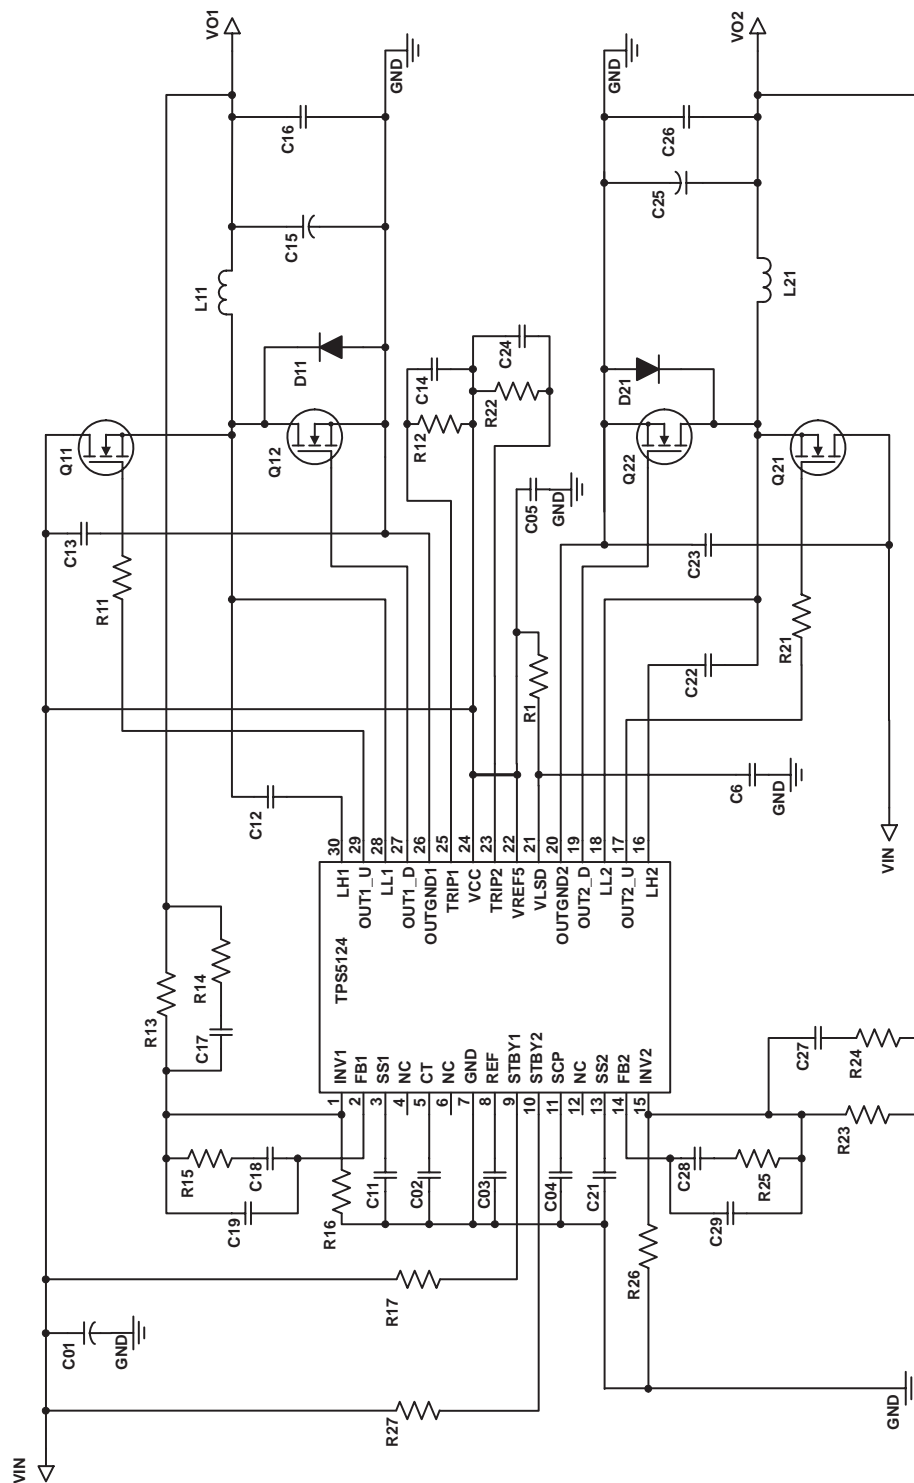 VO1
VO2
GND
GND
C16
C26
C15
C25
L11
L21
D11
D21
C14
C24
R12
R22
Q11
Q12
Q22
Q21
C05
GND
C13
C23
R11
R21
R1
C22
C12
C6
GND
VIN
30 LH1
29 OUT1_U
28 LL1
27 OUT1_D
26 OUTGND1
25 TRIP1
24 VCC
23 TRIP2
22 VREF5
21 VLSD
20 OUTGND2
19 OUT2_D
18 LL2
17 OUT2_U
16 LH2
TPS5124
INV1 1
FB1 2
SS1 3
NC 4
CT 5
NC 6
GND 7
REF 8
STBY1 9
STBY2 10
SCP 11
NC 12
SS2 13
FB2 14
INV2 15
R13
R14
C17
C27
R24
R23
R15
C18
C19
R16
C11
C02
C03
C04
C21
C28
R25
C29
R26
R17
C01
GND
R27
GND
VIN